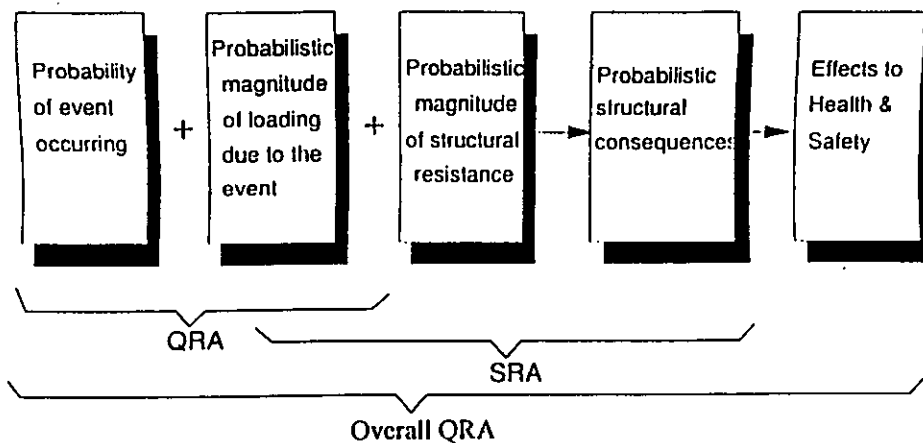 Probability
of event
occurring
+
Probabilistic
magnitude
of loading
due to the
event
+
Probabilistic
magnitude
of structural
resistance
Probabilistic
structural
consequences
Effects to
Health &
Safety
QRA
SRA
Overall QRA